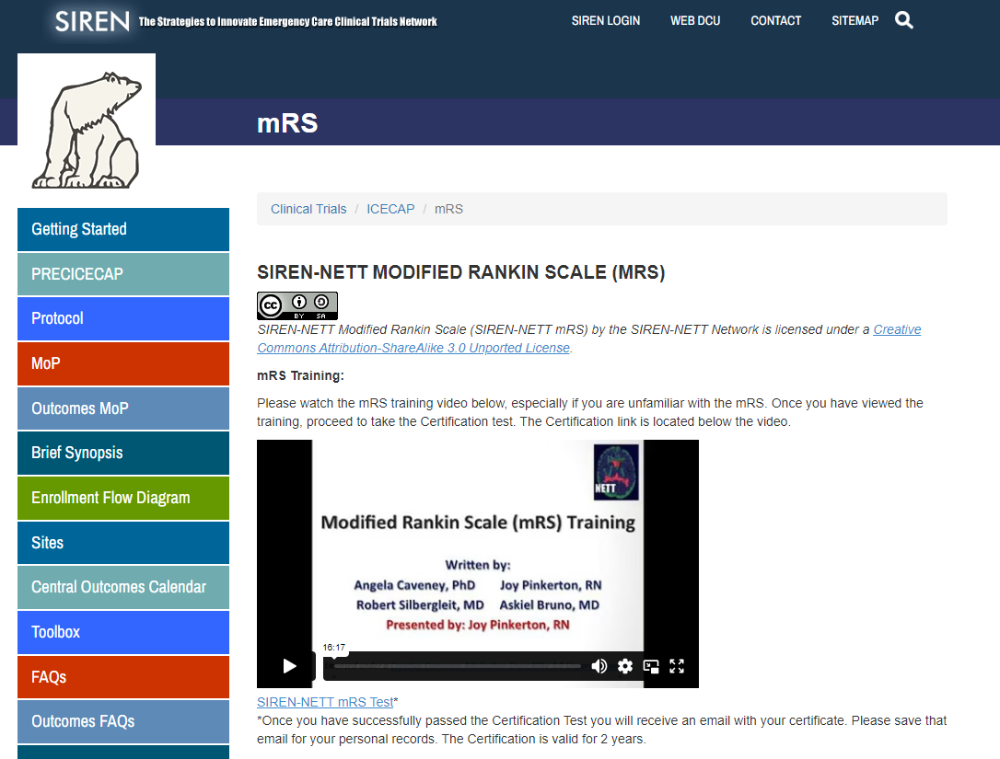 SIREN The Strategies to Innovate Emergency Care Clinical Trials Network
SIREN LOGIN WEB DCU CONTACT SITEMAP
mRS
Clinical Trials / ICECAP / mRS
Getting Started
PRECICECAP
Protocol
MoP
Outcomes MoP
Brief Synopsis
Enrollment Flow Diagram
Sites
Central Outcomes Calendar
Toolbox
FAQs
Outcomes FAQs
SIREN-NETT MODIFIED RANKIN SCALE (MRS)
cc BY SA
SIREN-NETT Modified Rankin Scale (SIREN-NETT mRS) by the SIREN-NETT Network is licensed under a Creative
Commons Attribution-ShareAlike 3.0 Unported License.
mRS Training:
Please watch the mRS training video below, especially if you are unfamiliar with the mRS. Once you have viewed the
training, proceed to take the Certification test. The Certification link is located below the video.
NETT
Modified Rankin Scale (mRS) Training
Written by:
Angela Caveney, PhD Joy Pinkerton, RN
Robert Silbergleit, MD Askiel Bruno, MD
Presented by: Joy Pinkerton, RN
16:17
SIREN-NETT mRS Test*
*Once you have successfully passed the Certification Test you will receive an email with your certificate. Please save that
email for your personal records. The Certification is valid for 2 years.